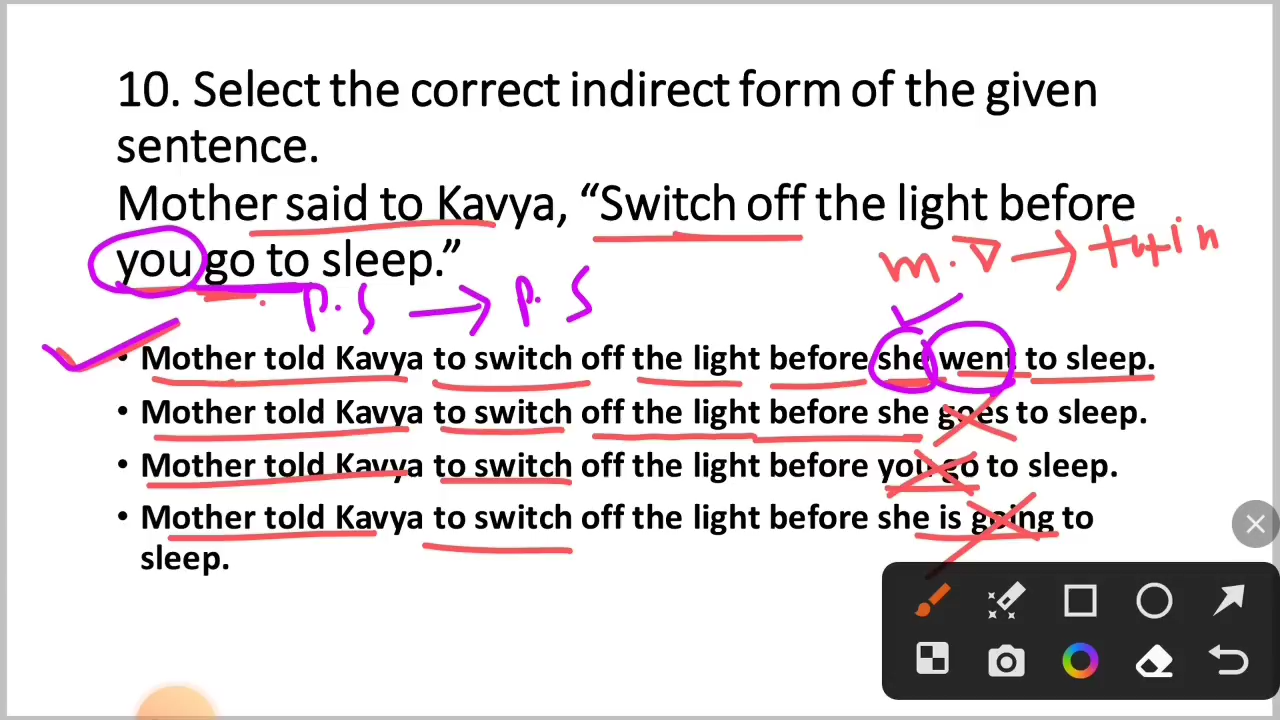 10. Select the correct indirect form of the given
sentence.
Mother said to Kavya, “Switch off the light before
you go to sleep.”
m.v → to+in
P.S → P.S
• Mother told Kavya to switch off the light before she went to sleep.
• Mother told Kavya to switch off the light before she goes to sleep.
• Mother told Kavya to switch off the light before you go to sleep.
• Mother told Kavya to switch off the light before she is going to
sleep.